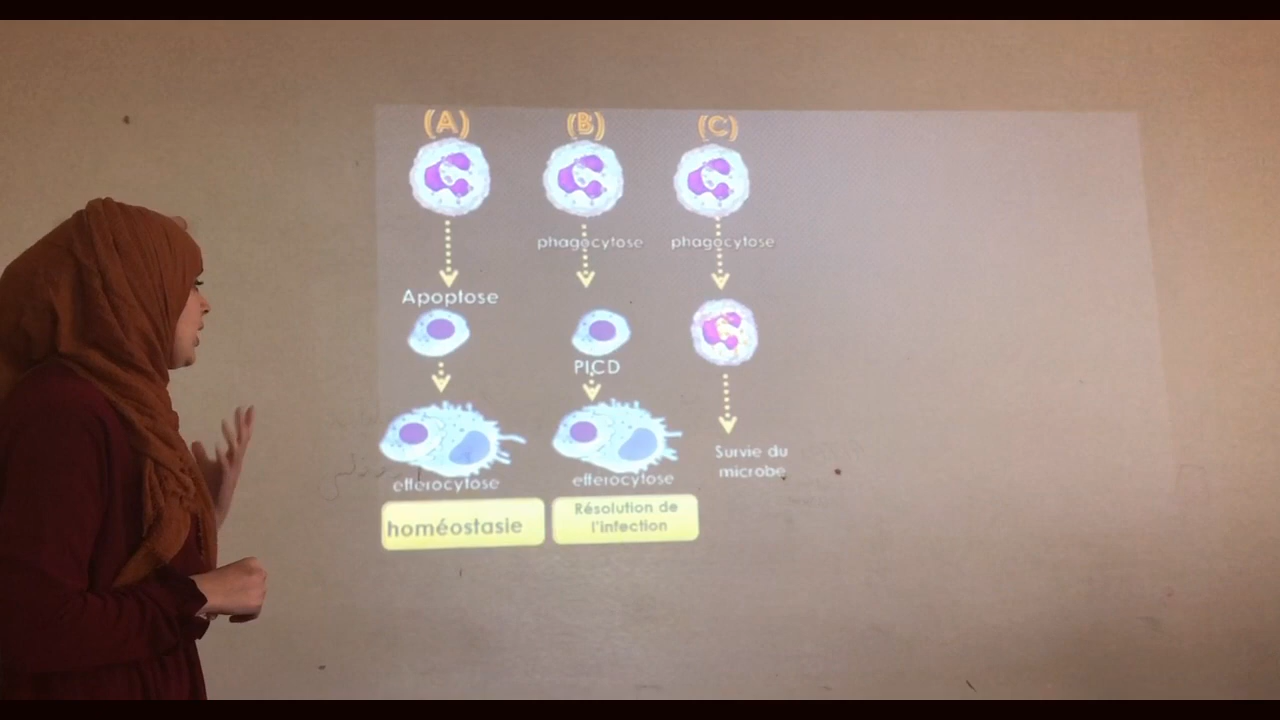 (A)
(B)
(C)
phagocytose
phagocytose
Apoptose
PICD
efferocytose
efferocytose
Survie du
microbe
homéostasie
Résolution de
l'infection